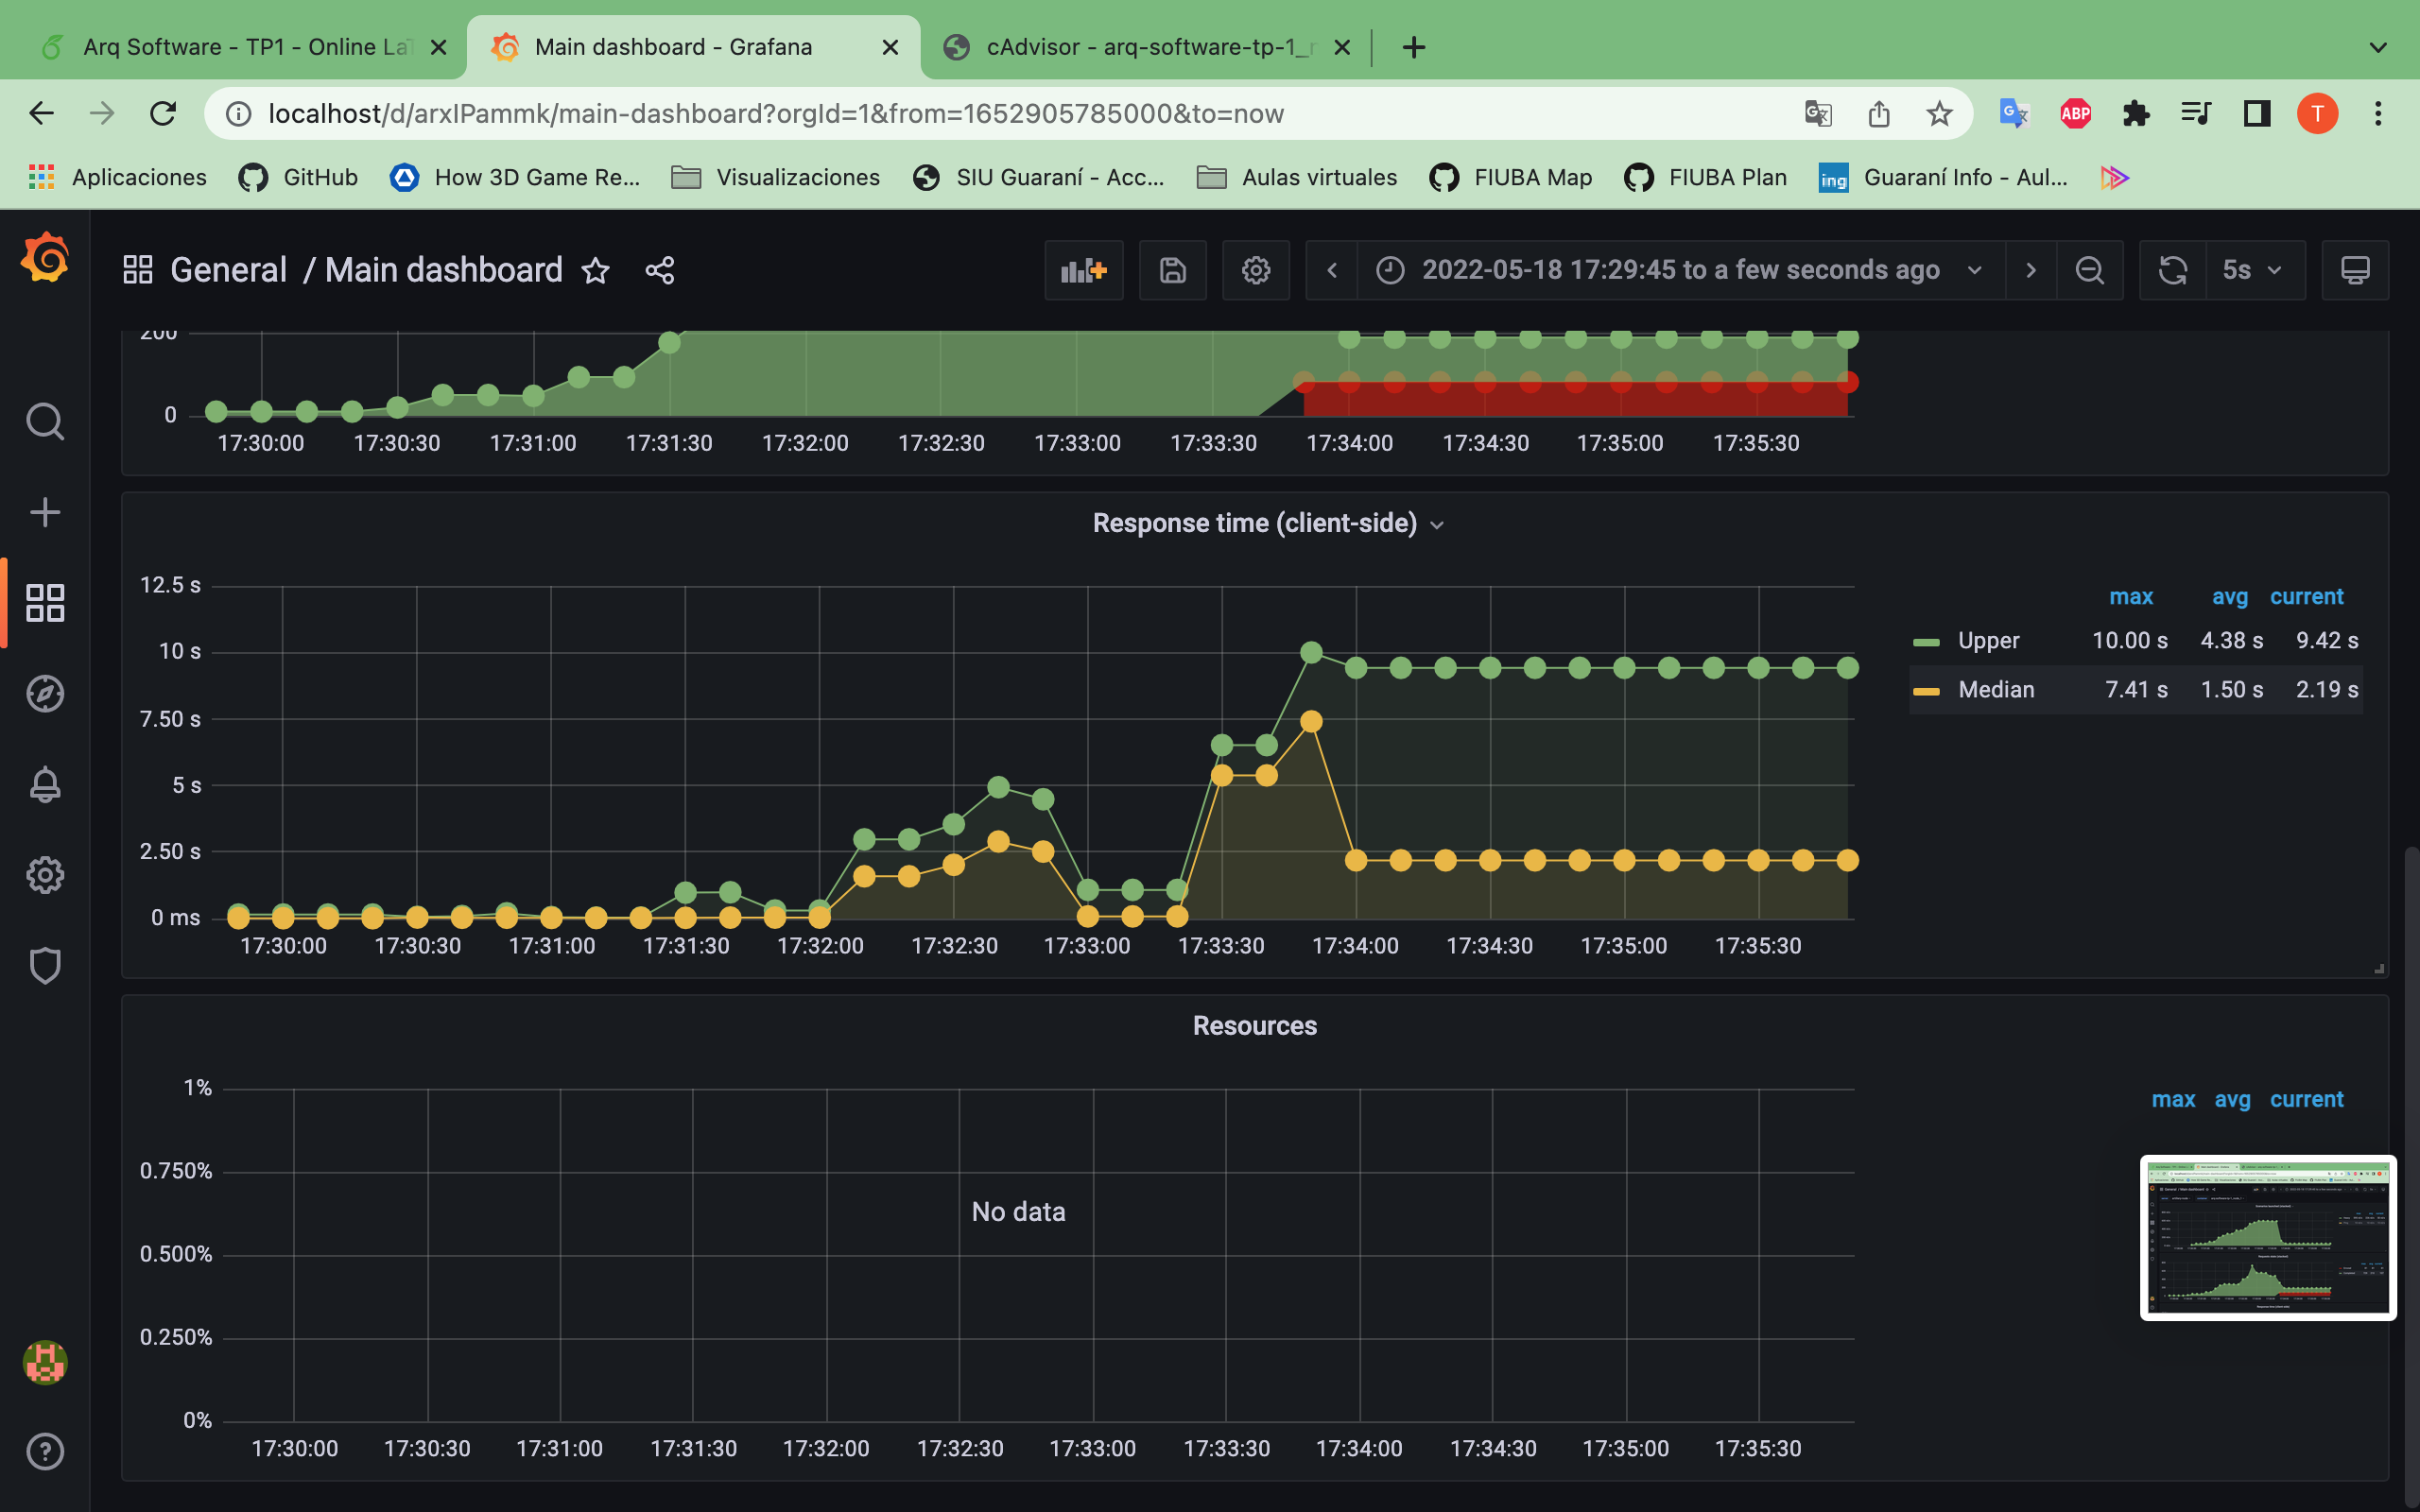 Arq Software - TP1 - Online La
Main dashboard - Grafana
cAdvisor - arq-software-tp-1_
localhost/d/arxIPammk/main-dashboard?orgId=1&from=1652905785000&to=now
ABP
T
Aplicaciones
GitHub
How 3D Game Re...
Visualizaciones
SIU Guaraní - Acc...
Aulas virtuales
FIUBA Map
FIUBA Plan
ing
Guaraní Info - Aul...
General / Main dashboard
2022-05-18 17:29:45 to a few seconds ago
5s
200
0
17:30:00 17:30:30 17:31:00 17:31:30 17:32:00 17:32:30 17:33:00 17:33:30 17:34:00 17:34:30 17:35:00 17:35:30
Response time (client-side)
12.5 s
10 s
7.50 s
5 s
2.50 s
0 ms
17:30:00 17:30:30 17:31:00 17:31:30 17:32:00 17:32:30 17:33:00 17:33:30 17:34:00 17:34:30 17:35:00 17:35:30
max avg current
Upper 10.00 s 4.38 s 9.42 s
Median 7.41 s 1.50 s 2.19 s
Resources
1%
0.750%
0.500%
0.250%
0%
No data
17:30:00 17:30:30 17:31:00 17:31:30 17:32:00 17:32:30 17:33:00 17:33:30 17:34:00 17:34:30 17:35:00 17:35:30
max avg current